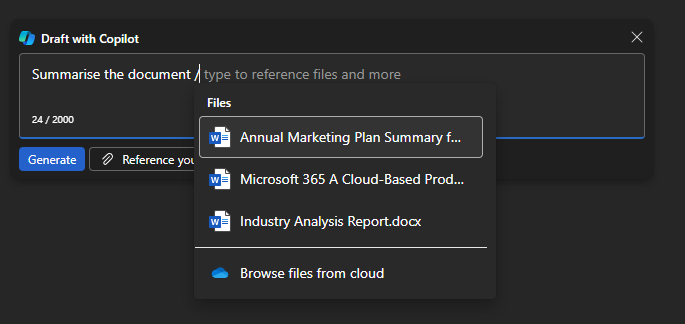 Draft with Copilot
Summarise the document / type to reference files and more
24 / 2000
Generate
Reference you
Files
Annual Marketing Plan Summary f...
Microsoft 365 A Cloud-Based Prod...
Industry Analysis Report.docx
Browse files from cloud